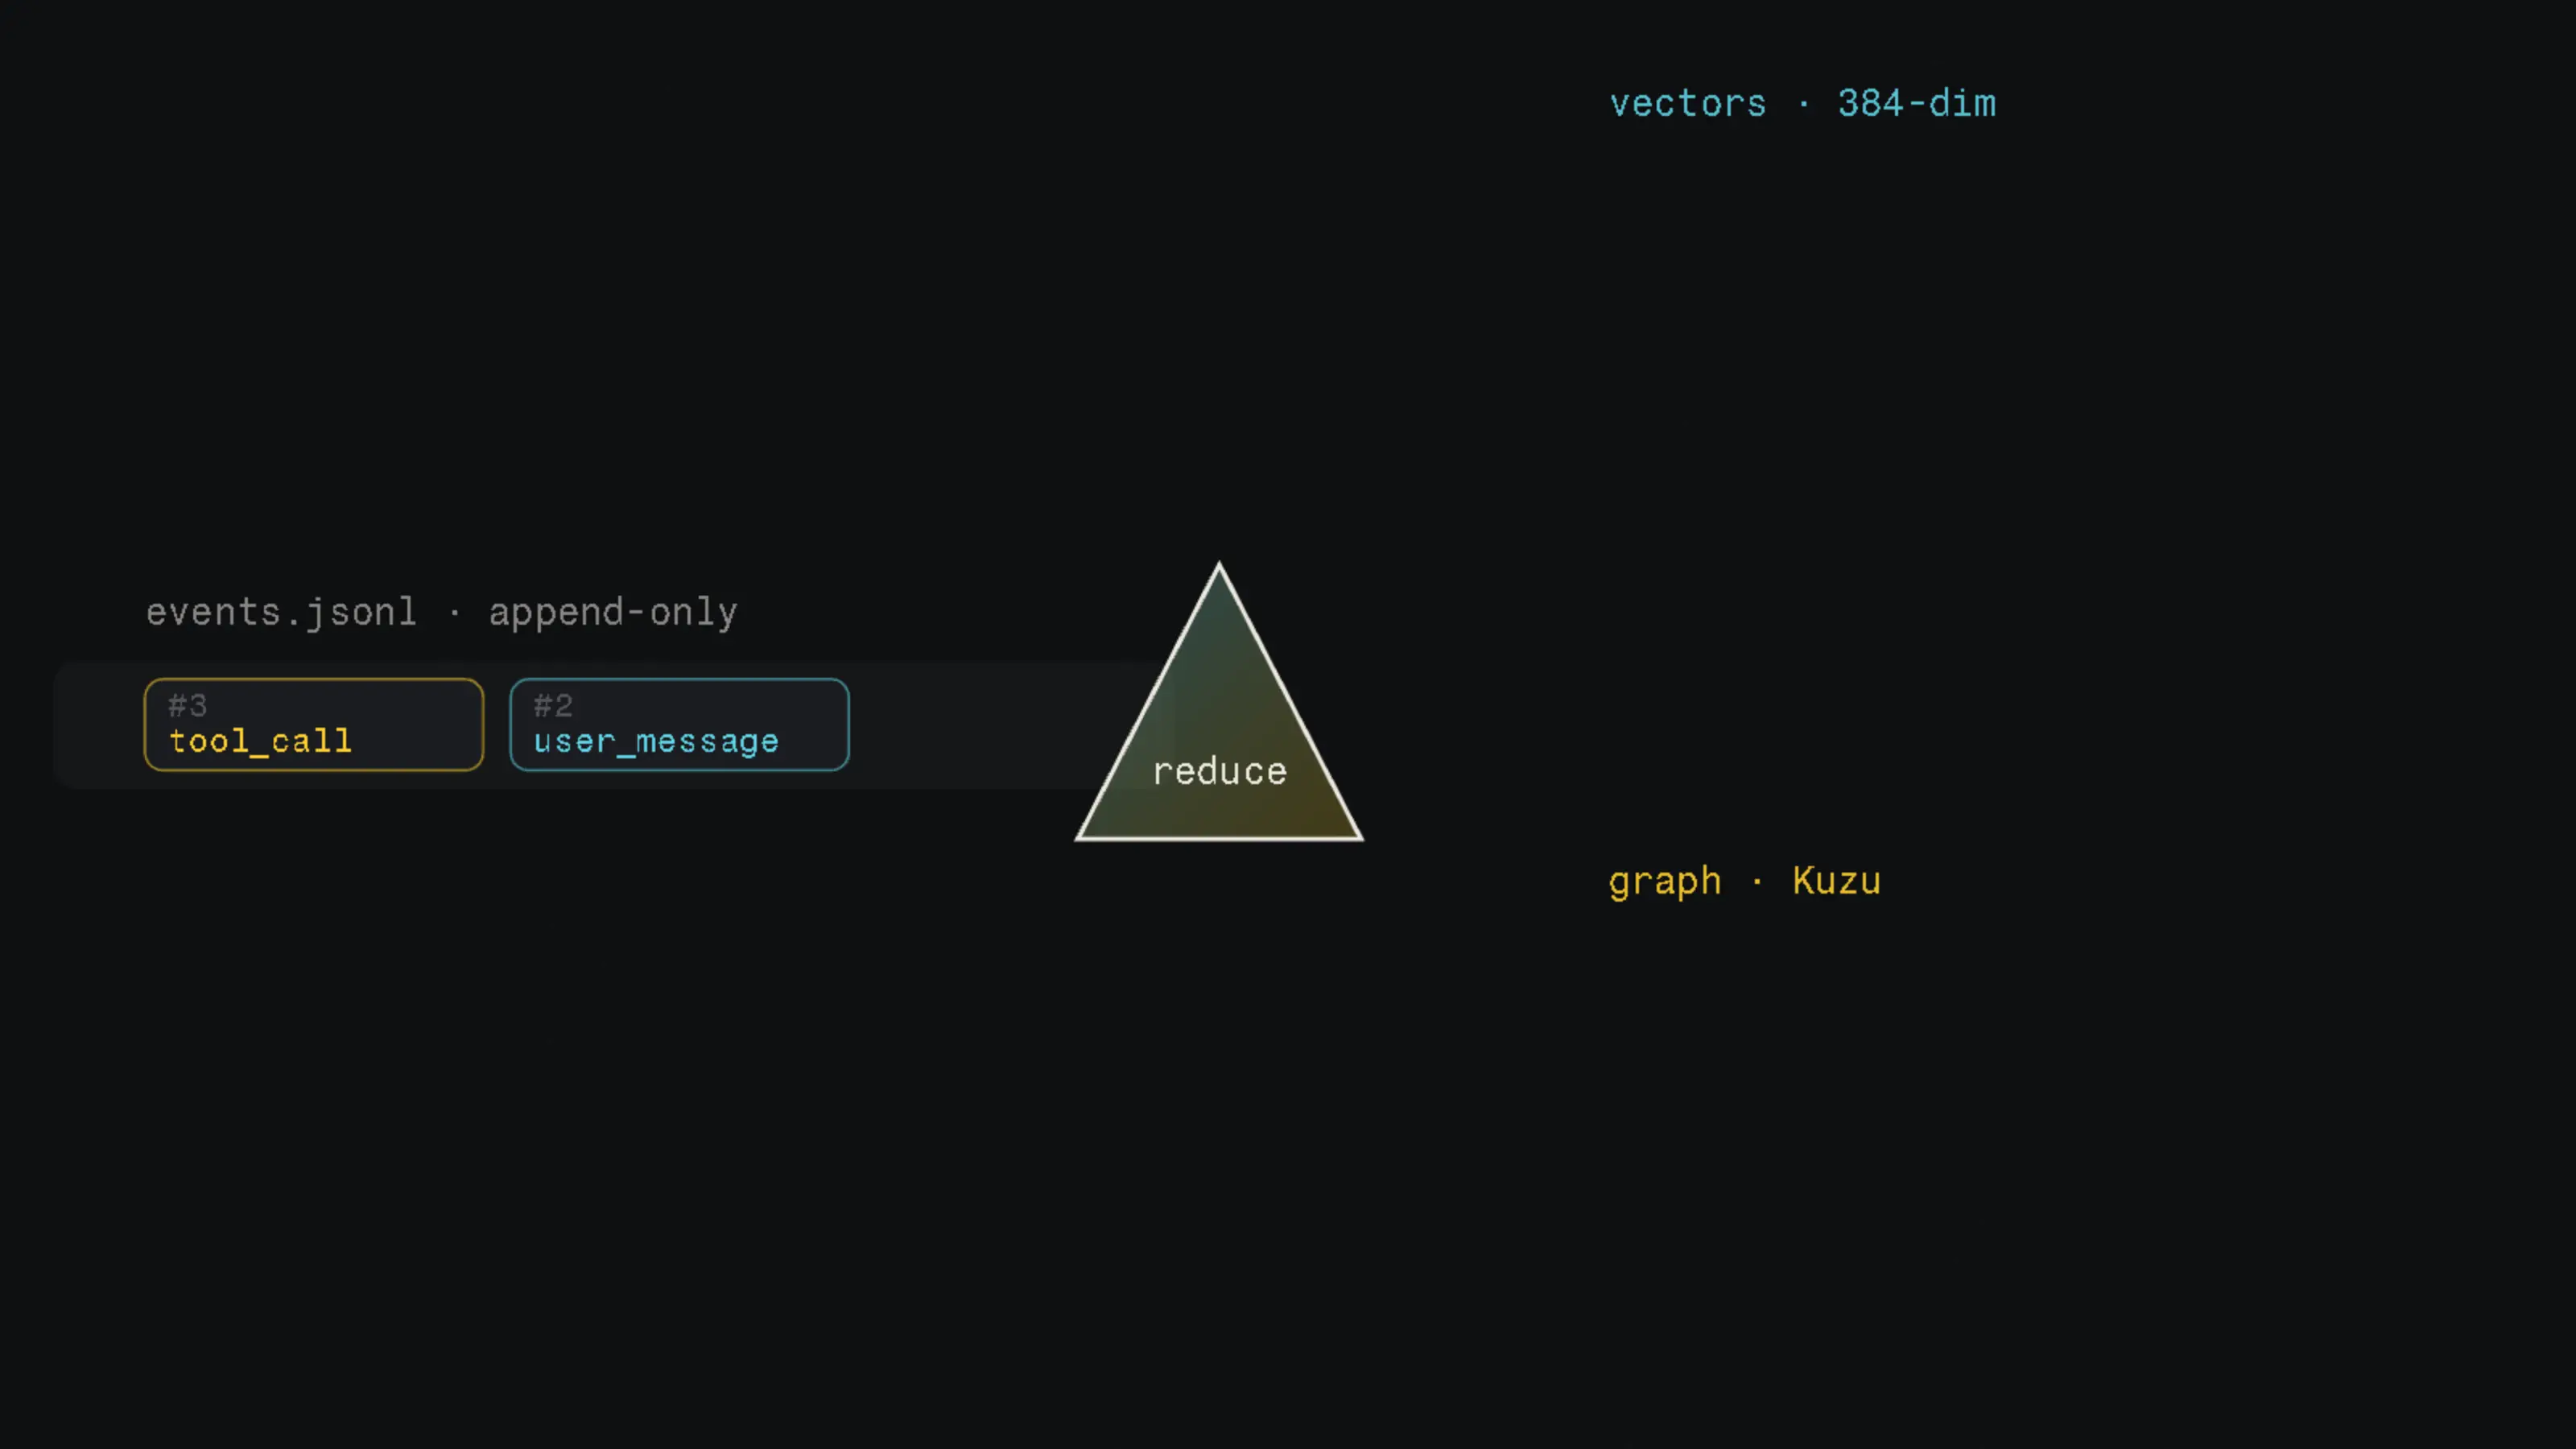 vectors · 384-dim
events.jsonl · append-only
#3
tool_call
#2
user_message
reduce
graph · Kuzu